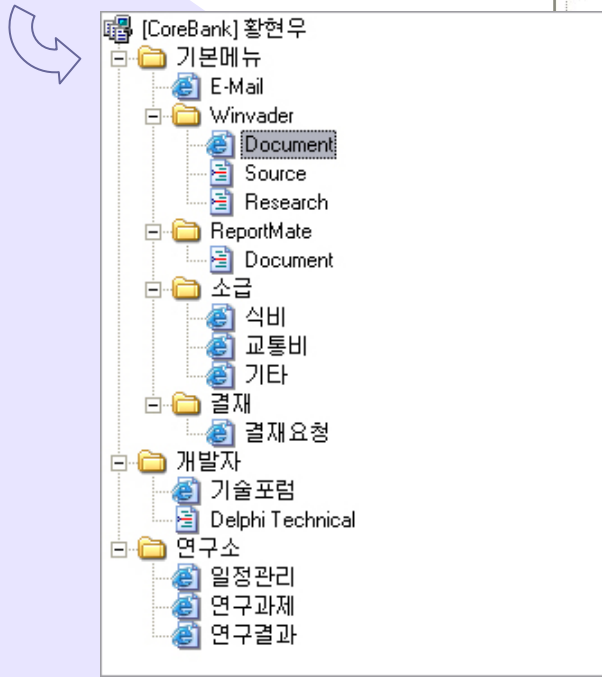 [CoreBank] 황현우
기본메뉴
E-Mail
Winvader
Document
Source
Research
ReportMate
Document
소급
식비
교통비
기타
결재
결재요청
개발자
기술포럼
Delphi Technical
연구소
일정관리
연구과제
연구결과